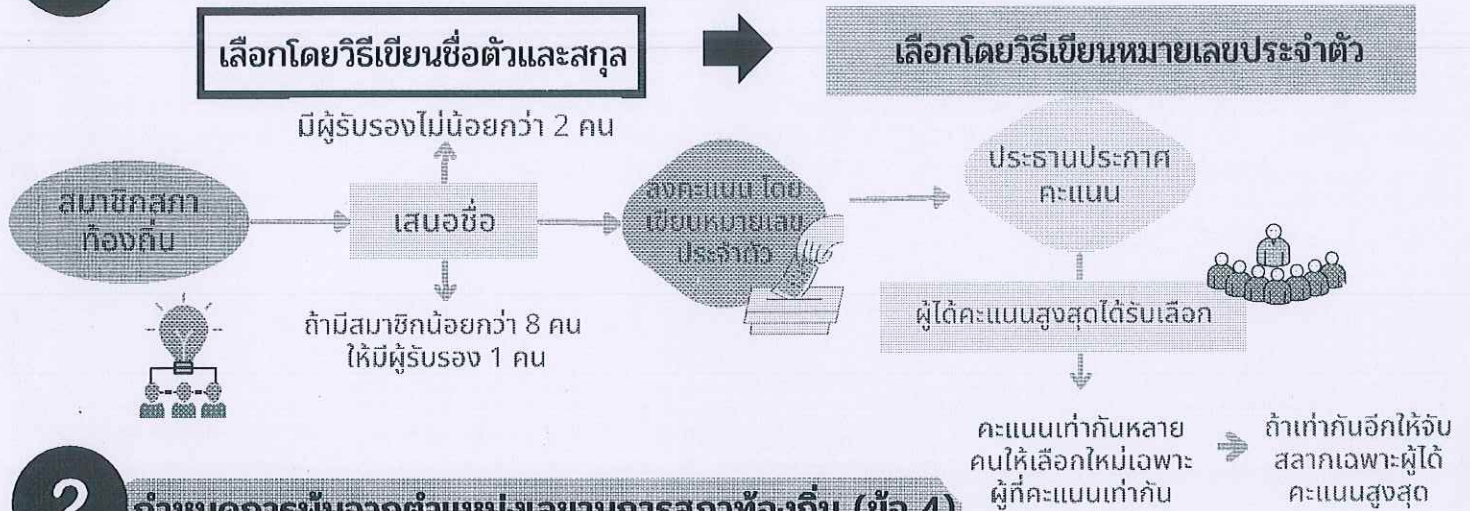 เลือกโดยวิธีเขียนชื่อตัวและสกุล
เลือกโดยวิธีเขียนหมายเลขประจำตัว
มีผู้รับรองไม่น้อยกว่า 2 คน
สมาชิกสภา
ท้องถิ่น
เสนอชื่อ
ลงคะแนน โดย
เขียนหมายเลข
ประจำตัว
ประธานประกาศ
คะแนน
ถ้ามีสมาชิกน้อยกว่า 8 คน
ให้มีผู้รับรอง 1 คน
ผู้ได้คะแนนสูงสุดได้รับเลือก
คะแนนเท่ากันหลาย
คนให้เลือกใหม่เฉพาะ
ผู้ที่คะแนนเท่ากัน
ถ้าเท่ากันอีกให้จับ
สลากเฉพาะผู้ได้
คะแนนสูงสุด
2
กำหนดการพ้นจากตำแหน่งเลขานุการสภาท้องถิ่น (ข้อ 4)